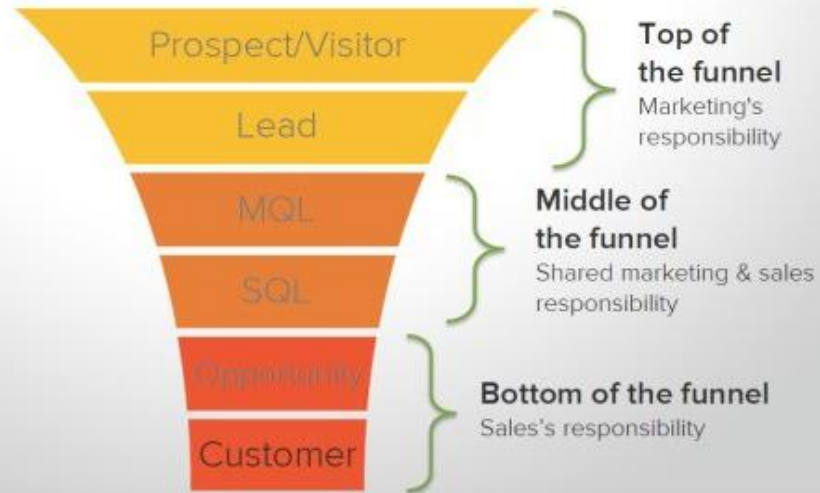 Prospect/Visitor
Lead
MQL
SQL
Opportunity
Customer
Top of
the funnel
Marketing's
responsibility
Middle of
the funnel
Shared marketing & sales
responsibility
Bottom of the funnel
Sales's responsibility